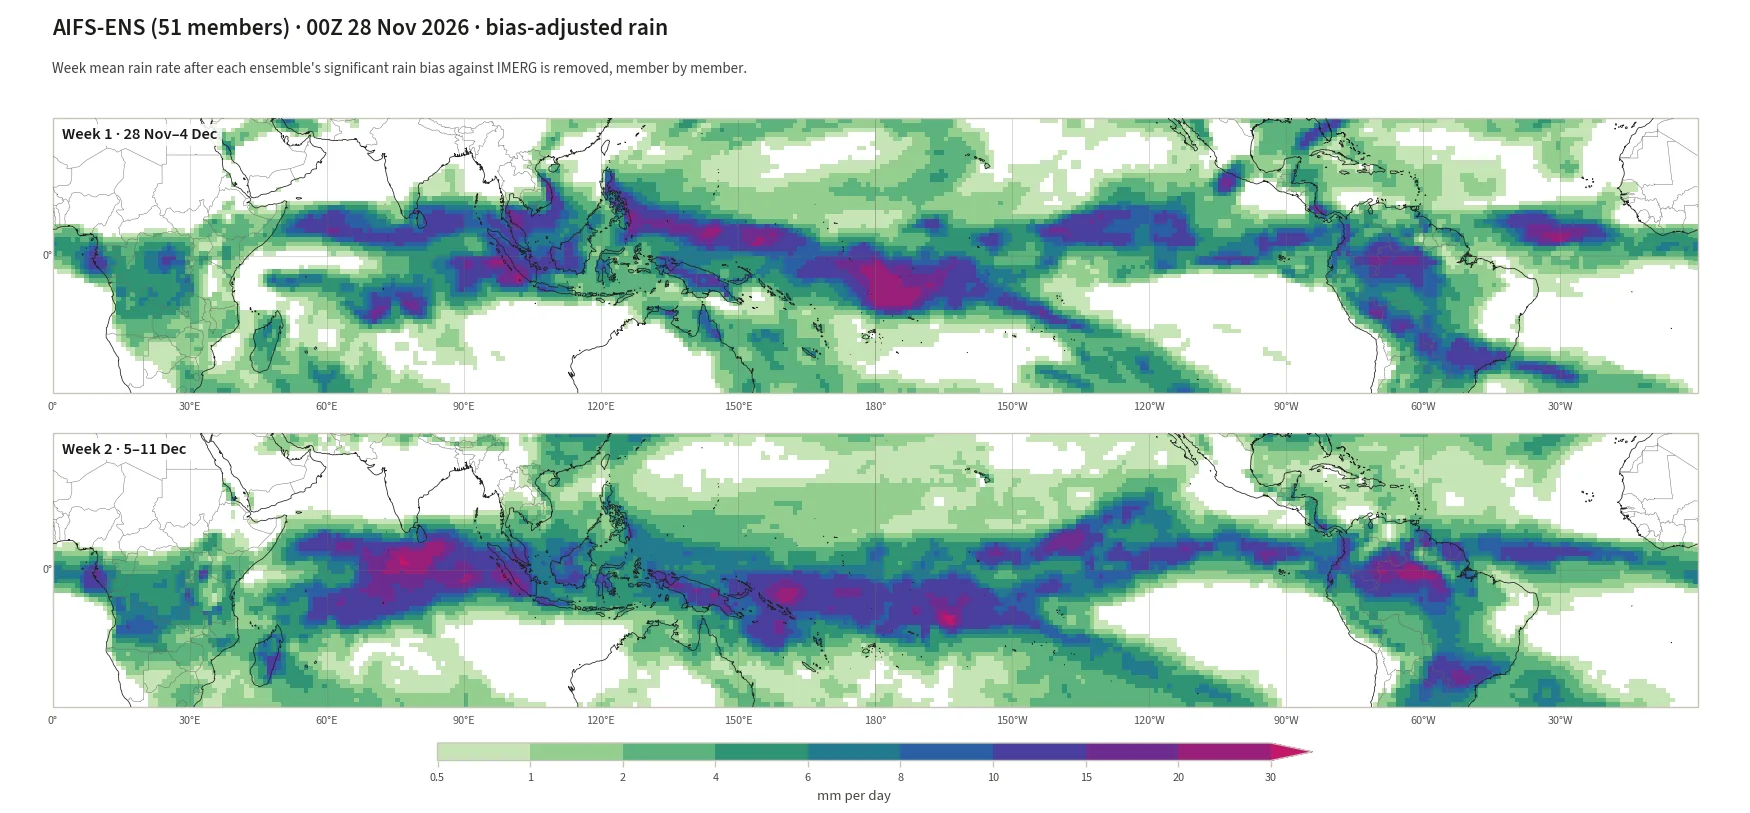 AIFS-ENS (51 members) · 00Z 28 Nov 2026 · bias-adjusted rain
Week mean rain rate after each ensemble's significant rain bias against IMERG is removed, member by member.
Week 1 · 28 Nov–4 Dec
0°
0° 30°E 60°E 90°E 120°E 150°E 180° 150°W 120°W 90°W 60°W 30°W
Week 2 · 5–11 Dec
0°
0° 30°E 60°E 90°E 120°E 150°E 180° 150°W 120°W 90°W 60°W 30°W
0.5 1 2 4 6 8 10 15 20 30
mm per day